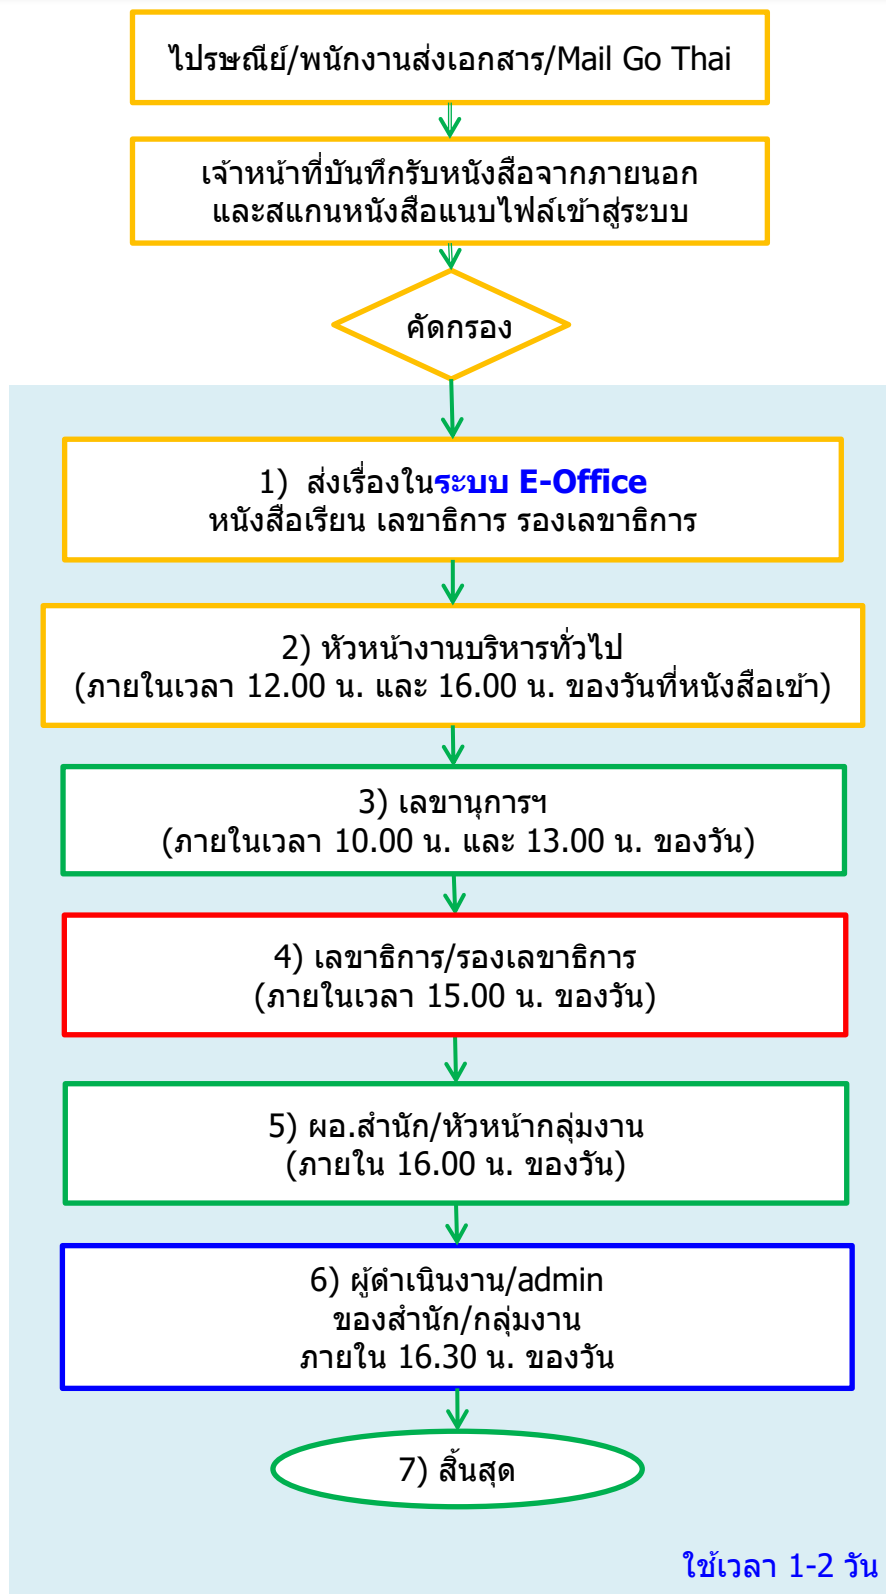 ไปรษณีย์/พนักงานส่งเอกสาร/Mail Go Thai
เจ้าหน้าที่บันทึกรับหนังสือจากภายนอก
และสแกนหนังสือแนบไฟล์เข้าสู่ระบบ
คัดกรอง
1) ส่งเรื่องในระบบ E-Office
หนังสือเรียน เลขาธิการ รองเลขาธิการ
2) หัวหน้างานบริหารทั่วไป
(ภายในเวลา 12.00 น. และ 16.00 น. ของวันที่หนังสือเข้า)
3) เลขานุการฯ
(ภายในเวลา 10.00 น. และ 13.00 น. ของวัน)
4) เลขาธิการ/รองเลขาธิการ
(ภายในเวลา 15.00 น. ของวัน)
5) ผอ.สำนัก/หัวหน้ากลุ่มงาน
(ภายใน 16.00 น. ของวัน)
6) ผู้ดำเนินงาน/admin
ของสำนัก/กลุ่มงาน
ภายใน 16.30 น. ของวัน
7) สิ้นสุด
ใช้เวลา 1-2 วัน